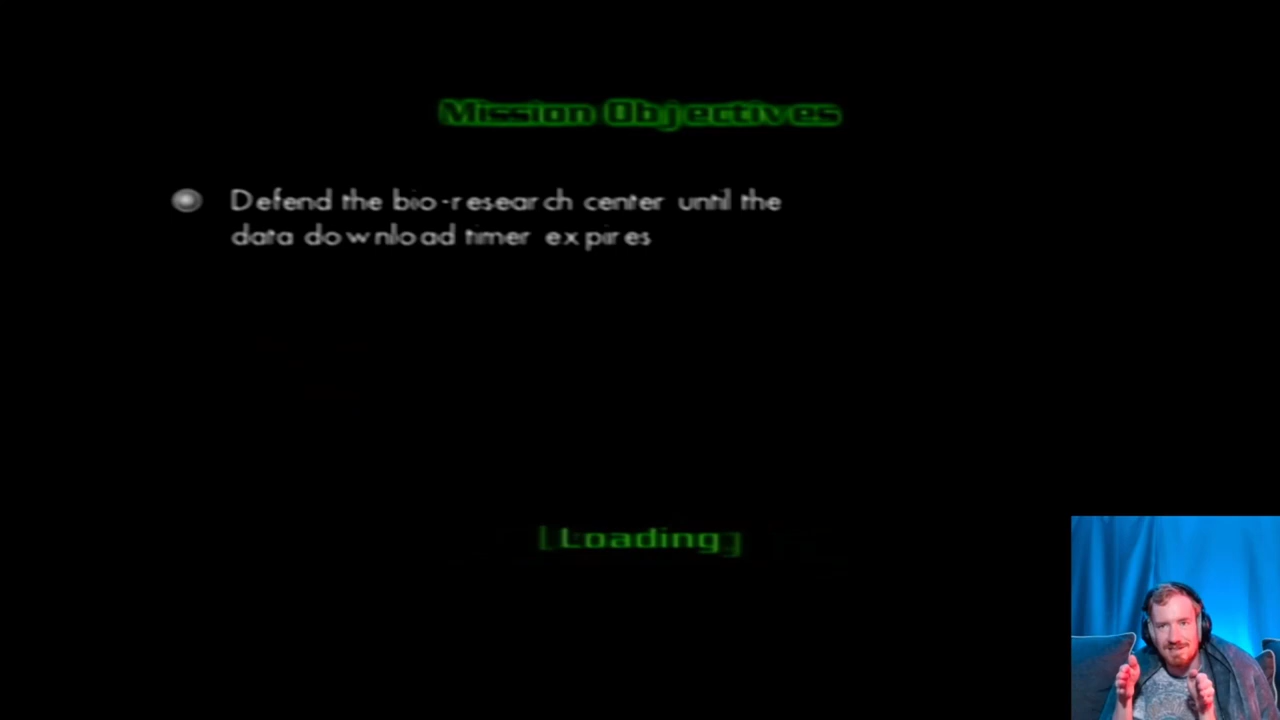 Mission Objectives
Defend the bio-research center until the
data download timer expires
[Loading]